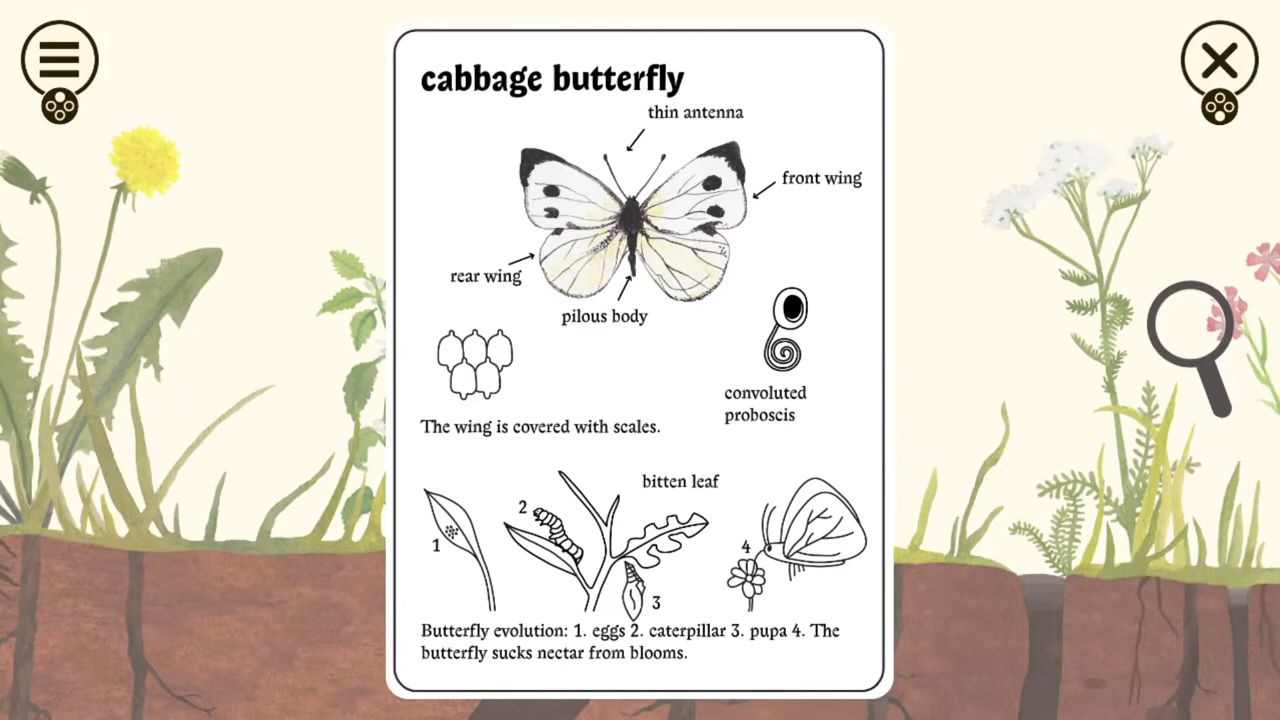 cabbage butterfly
thin antenna
front wing
rear wing
pilous body
convoluted
proboscis
The wing is covered with scales.
bitten leaf
2
1
4
3
Butterfly evolution: 1. eggs 2. caterpillar 3. pupa 4. The
butterfly sucks nectar from blooms.